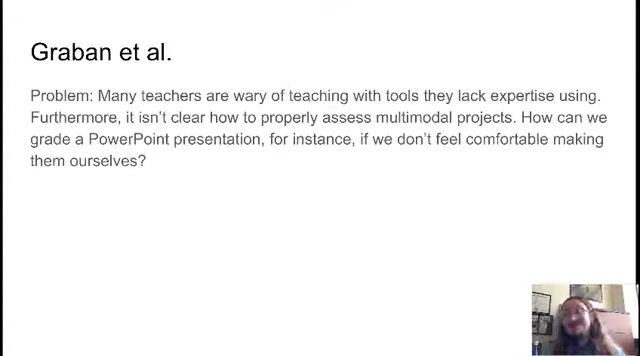 Graban et al.
Problem: Many teachers are wary of teaching with tools they lack expertise using.
Furthermore, it isn't clear how to properly assess multimodal projects. How can we
grade a PowerPoint presentation, for instance, if we don't feel comfortable making
them ourselves?